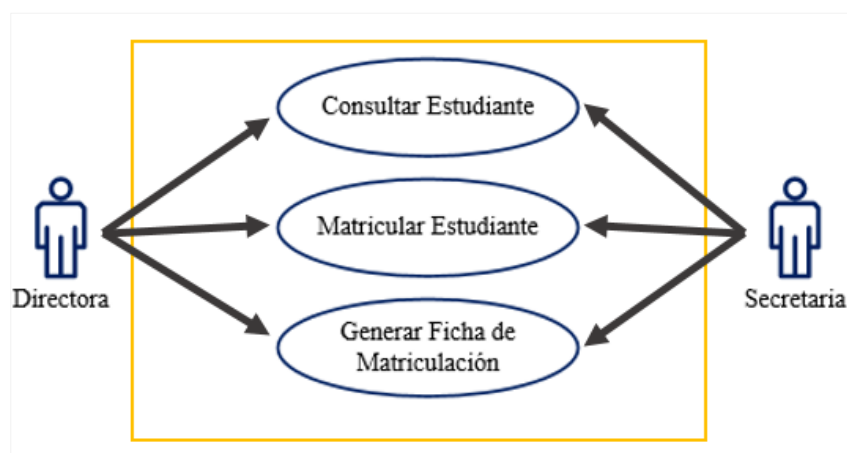 Consultar Estudiante
Matricular Estudiante
Directora
Secretaria
Generar Ficha de
Matriculación